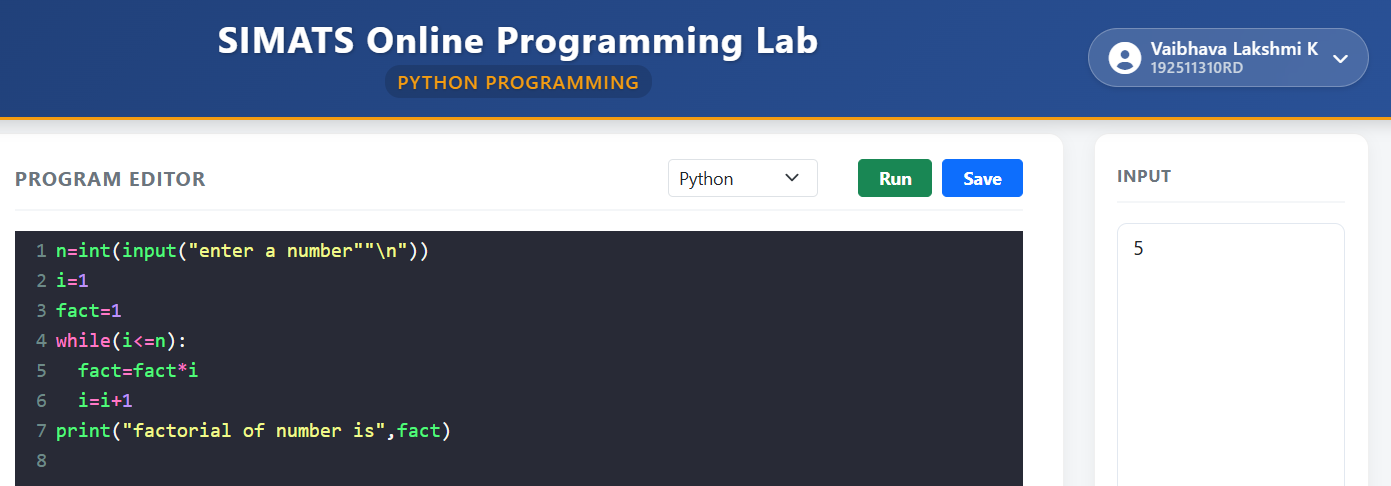 SIMATS Online Programming Lab
PYTHON PROGRAMMING
Vaibhava Lakshmi K
192511310RD
PROGRAM EDITOR
Python
Run
Save
1 n=int(input("enter a number""\n"))
2 i=1
3 fact=1
4 while(i<=n):
5   fact=fact*i
6   i=i+1
7 print("factorial of number is",fact)
8
INPUT
5